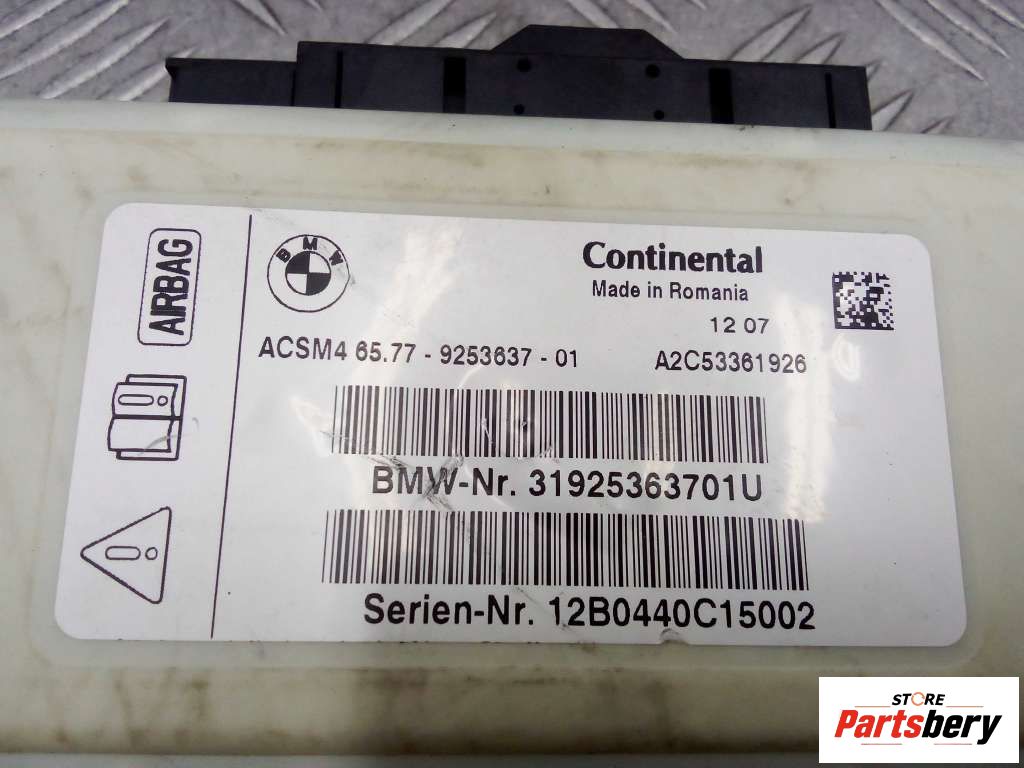 AIRBAG
BMW
Continental
Made in Romania
12 07
ACSM4 65.77 - 9253637 - 01 A2C53361926
BMW-Nr. 31925363701U
Serien-Nr. 12B0440C15002
STORE
Partsbery